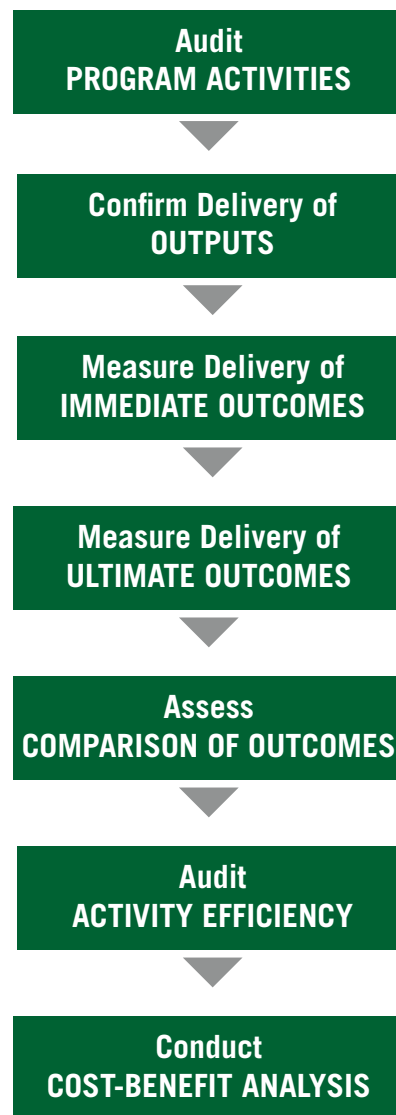 Audit
PROGRAM ACTIVITIES
Confirm Delivery of
OUTPUTS
Measure Delivery of
IMMEDIATE OUTCOMES
Measure Delivery of
ULTIMATE OUTCOMES
Assess
COMPARISON OF OUTCOMES
Audit
ACTIVITY EFFICIENCY
Conduct
COST-BENEFIT ANALYSIS